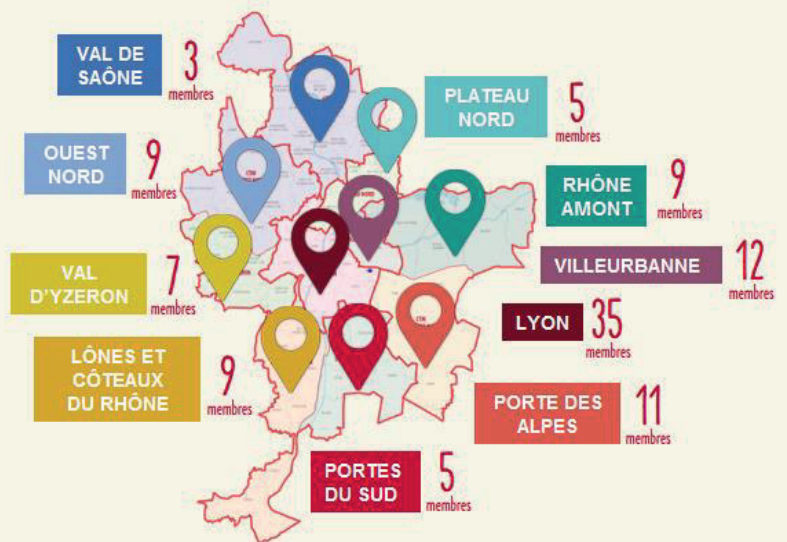 VAL DE
SAÔNE
3
membres
PLATEAU
NORD
5
membres
OUEST
NORD
9
membres
RHÔNE
AMONT
9
membres
VAL
D'YZERON
7
membres
VILLEURBANNE
12
membres
LYON
35
membres
LÔNES ET
CÔTEAUX
DU RHÔNE
9
membres
PORTE DES
ALPES
11
membres
PORTES
DU SUD
5
membres